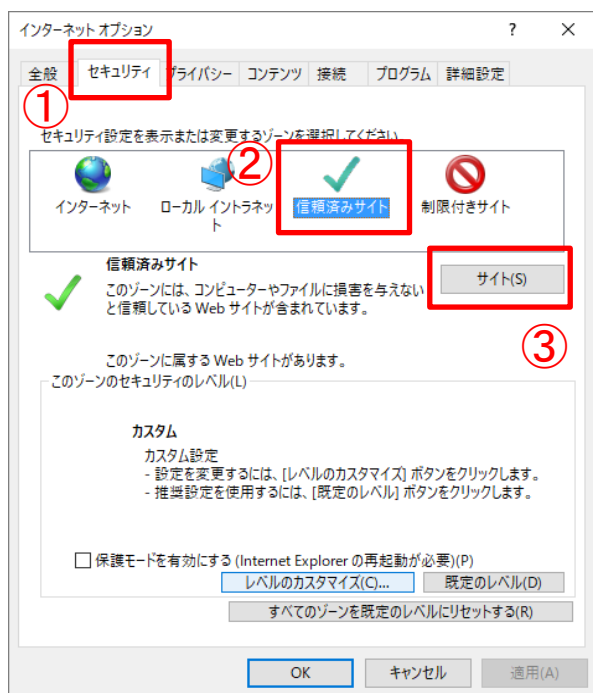 インターネット オプション ? ×
全般 セキュリティ プライバシー コンテンツ 接続 プログラム 詳細設定
①
セキュリティ設定を表示または変更するゾーンを選択してください
②
インターネット ローカル イントラネッ 信頼済みサイト 制限付きサイト
ト
信頼済みサイト
サイト(S)
このゾーンには、コンピューターやファイルに損害を与えない
と信頼している Web サイトが含まれています。
③
このゾーンに属する Web サイトがあります。
このゾーンのセキュリティのレベル(L)
カスタム
カスタム設定
- 設定を変更するには、[レベルのカスタマイズ] ボタンをクリックします。
- 推奨設定を使用するには、[既定のレベル] ボタンをクリックします。
保護モードを有効にする (Internet Explorer の再起動が必要)(P)
レベルのカスタマイズ(C)... 既定のレベル(D)
すべてのゾーンを既定のレベルにリセットする(R)
OK キャンセル 適用(A)